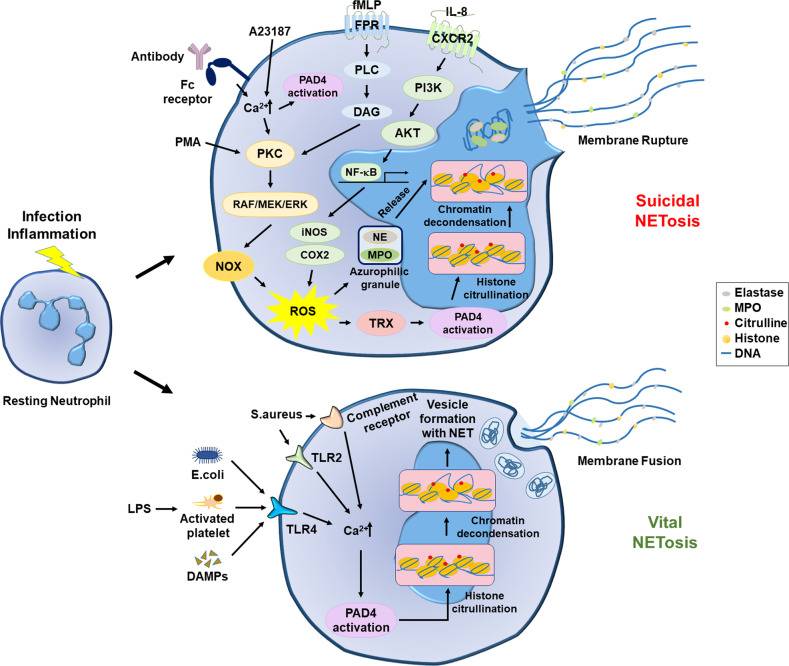 fMLP
IL-8
A23187
FPR
CXCR2
Antibody
Fc
receptor
PAD4
activation
PLC
PI3K
Ca2+
DAG
AKT
Membrane Rupture
PMA
PKC
NF-κB
Release
Chromatin
decondensation
RAF/MEK/ERK
Suicidal
NETosis
Infection
Inflammation
iNOS
COX2
NE
MPO
Azurophilic
granule
NOX
Histone
citrullination
ROS
TRX
PAD4
activation
Elastase
MPO
Citrulline
Histone
DNA
Resting Neutrophil
S.aureus
Complement
receptor
Vesicle
formation
with NET
TLR2
Membrane Fusion
E.coli
LPS
Activated
platelet
TLR4
Ca2+
Chromatin
decondensation
Vital
NETosis
DAMPs
Histone
citrullination
PAD4
activation